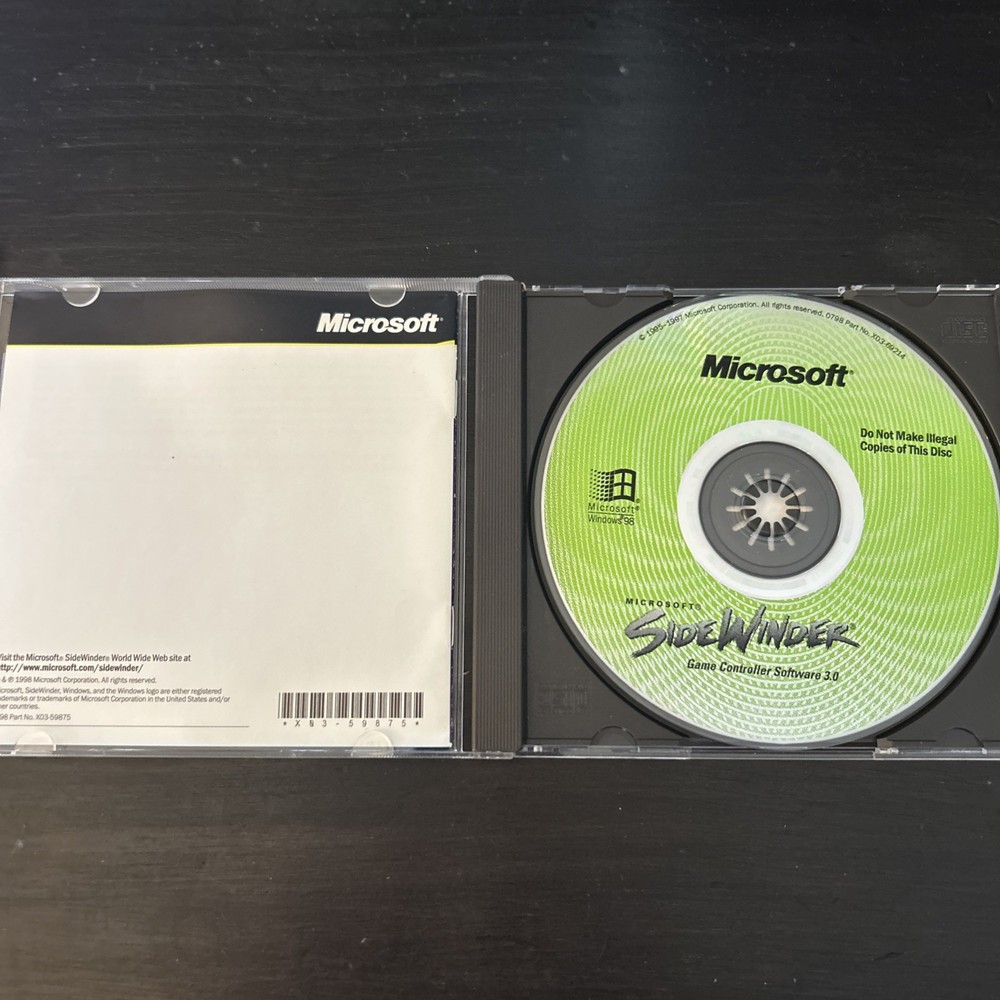 Microsoft®
Visit the Microsoft® SideWinder® World Wide Web site at
http://www.microsoft.com/sidewinder/
& ℗ 1998 Microsoft Corporation. All rights reserved.
Microsoft, SideWinder, Windows, and the Windows logo are either registered
trademarks or trademarks of Microsoft Corporation in the United States and/or
other countries.
98 Part No. X03-59875
*XN3-59875*
© 1995-1997 Microsoft Corporation. All rights reserved. 0798 Part No. X03-69214
Microsoft®
Do Not Make Illegal
Copies of This Disc
Microsoft®
Windows 98
MICROSOFT®
SIDEWINDER
Game Controller Software 3.0